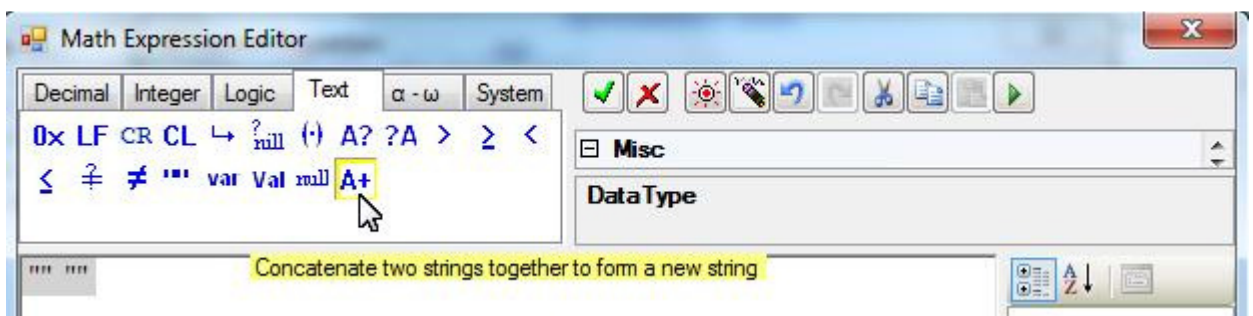 Math Expression Editor
Decimal Integer Logic Text α - ω System
0x LF CR CL ↵ ?null (·) A? ?A > ≥ <
≤ ≠ "" var Val null A+
Misc
DataType
"" ""
Concatenate two strings together to form a new string
A
Z